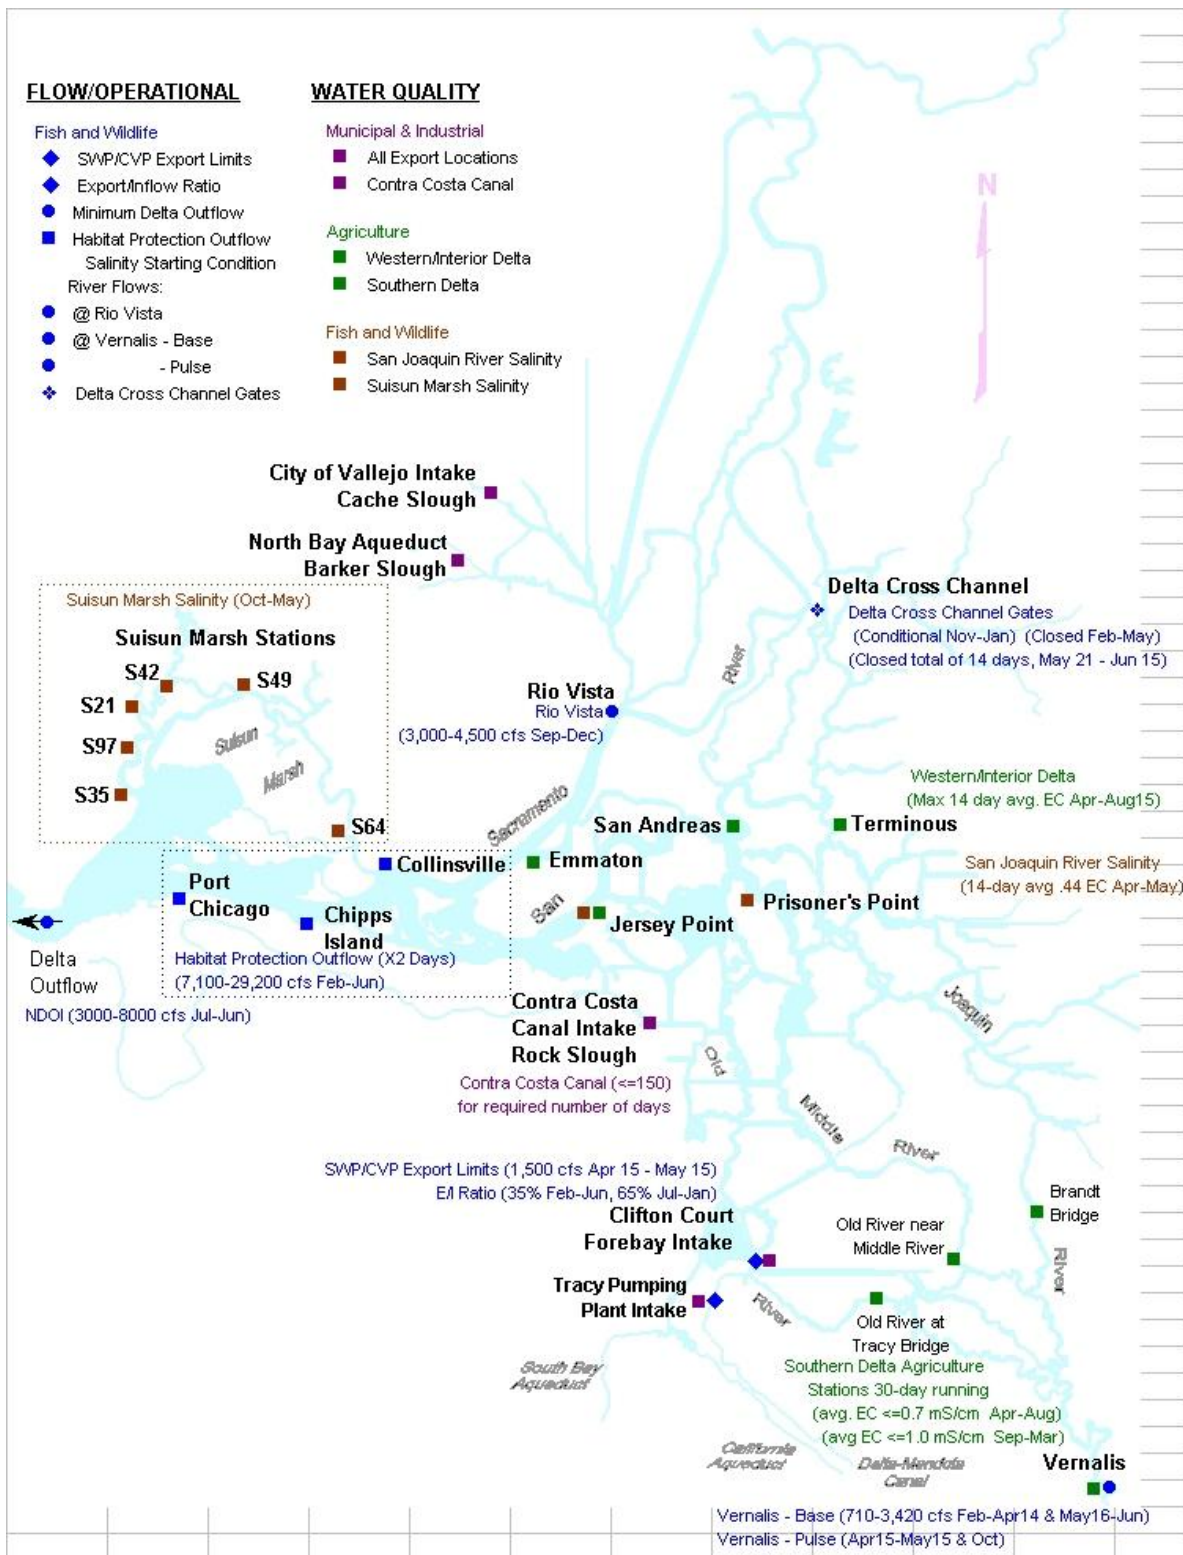 FLOW/OPERATIONAL
Fish and Wildlife
SWP/CVP Export Limits
Export/Inflow Ratio
Minimum Delta Outflow
Habitat Protection Outflow
Salinity Starting Condition
River Flows:
@ Rio Vista
@ Vernalis - Base
- Pulse
Delta Cross Channel Gates
WATER QUALITY
Municipal & Industrial
All Export Locations
Contra Costa Canal
Agriculture
Western/Interior Delta
Southern Delta
Fish and Wildlife
San Joaquin River Salinity
Suisun Marsh Salinity
N
City of Vallejo Intake
Cache Slough
North Bay Aqueduct
Barker Slough
Delta Cross Channel
Delta Cross Channel Gates
(Conditional Nov-Jan) (Closed Feb-May)
(Closed total of 14 days, May 21 - Jun 15)
Suisun Marsh Salinity (Oct-May)
Suisun Marsh Stations
S42
S49
S21
S97
S35
S64
Suisun
Marsh
River
Rio Vista
Rio Vista
(3,000-4,500 cfs Sep-Dec)
Sacramento
Western/Interior Delta
(Max 14 day avg. EC Apr-Aug15)
San Andreas
Terminous
Collinsville
Emmaton
San Joaquin River Salinity
(14-day avg .44 EC Apr-May)
Port
Chicago
Chipps
Island
San
Jersey Point
Prisoner's Point
Habitat Protection Outflow (X2 Days)
(7,100-29,200 cfs Feb-Jun)
Delta
Outflow
NDOI (3000-8000 cfs Jul-Jun)
Joaquin
Contra Costa
Canal Intake
Rock Slough
Contra Costa Canal (<=150)
for required number of days
Old
Middle
River
SWP/CVP Export Limits (1,500 cfs Apr 15 - May 15)
E/I Ratio (35% Feb-Jun, 65% Jul-Jan)
Clifton Court
Forebay Intake
Tracy Pumping
Plant Intake
River
Old River near
Middle River
Brandt
Bridge
River
Old River at
Tracy Bridge
Southern Delta Agriculture
Stations 30-day running
(avg. EC <=0.7 mS/cm Apr-Aug)
(avg EC <=1.0 mS/cm Sep-Mar)
South Bay
Aqueduct
California
Aqueduct
Delta-Mendota
Canal
Vernalis
Vernalis - Base (710-3,420 cfs Feb-Apr14 & May16-Jun)
Vernalis - Pulse (Apr15-May15 & Oct)